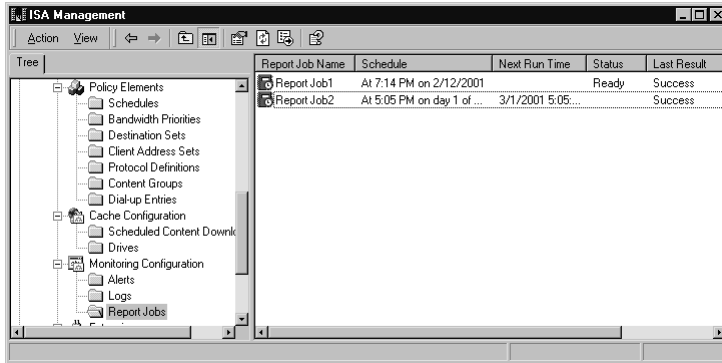 ISA Management
Action View
Tree
Policy Elements
Schedules
Bandwidth Priorities
Destination Sets
Client Address Sets
Protocol Definitions
Content Groups
Dial-up Entries
Cache Configuration
Scheduled Content Downlo
Drives
Monitoring Configuration
Alerts
Logs
Report Jobs
Report Job Name Schedule Next Run Time Status Last Result
Report Job1 At 7:14 PM on 2/12/2001 Ready Success
Report Job2 At 5:05 PM on day 1 of ... 3/1/2001 5:05:... Success